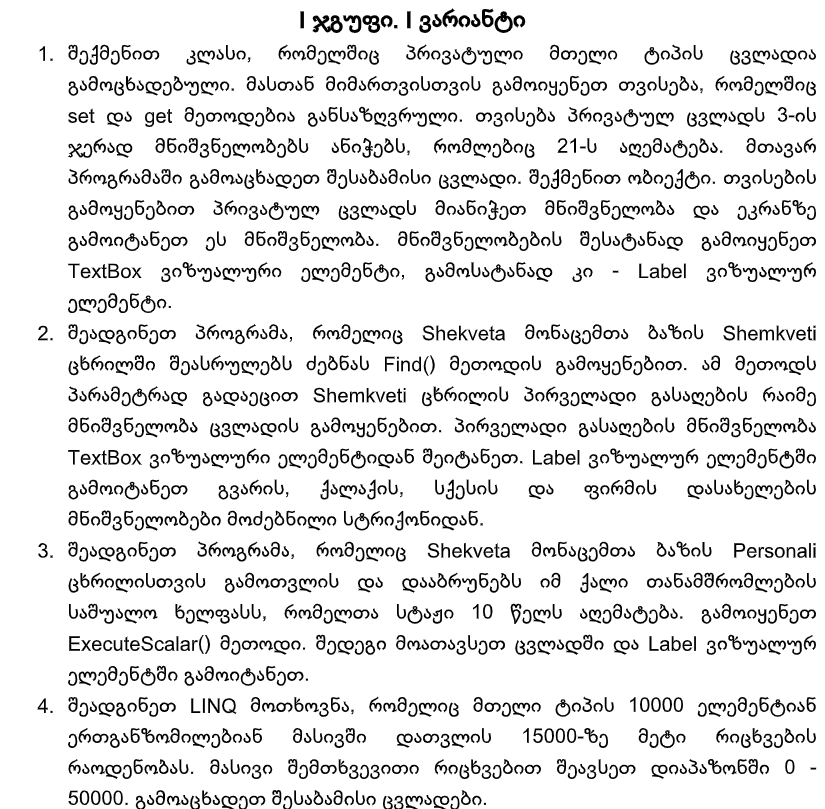 I ჯგუფი. I ვარიანტი
1. შექმენით კლასი, რომელშიც პრივატული მთელი ტიპის ცვლადია
გამოცხადებული. მასთან მიმართვისთვის გამოიყენეთ თვისება, რომელშიც
set და get მეთოდებია განსაზღვრული. თვისება პრივატულ ცვლადს 3-ის
ჯერად მნიშვნელობებს ანიჭებს, რომლებიც 21-ს აღემატება. მთავარ
პროგრამაში გამოაცხადეთ შესაბამისი ცვლადი. შექმენით ობიექტი. თვისების
გამოყენებით პრივატულ ცვლადს მიანიჭეთ მნიშვნელობა და ეკრანზე
გამოიტანეთ ეს მნიშვნელობა. მნიშვნელობების შესატანად გამოიყენეთ
TextBox ვიზუალური ელემენტი, გამოსატანად კი - Label ვიზუალურ
ელემენტი.
2. შეადგინეთ პროგრამა, რომელიც Shekveta მონაცემთა ბაზის Shemkveti
ცხრილში შეასრულებს ძებნას Find() მეთოდის გამოყენებით. ამ მეთოდს
პარამეტრად გადაეცით Shemkveti ცხრილის პირველადი გასაღების რაიმე
მნიშვნელობა ცვლადის გამოყენებით. პირველადი გასაღების მნიშვნელობა
TextBox ვიზუალური ელემენტიდან შეიტანეთ. Label ვიზუალურ ელემენტში
გამოიტანეთ გვარის, ქალაქის, სქესის და ფირმის დასახელების
მნიშვნელობები მოძებნილი სტრიქონიდან.
3. შეადგინეთ პროგრამა, რომელიც Shekveta მონაცემთა ბაზის Personali
ცხრილისთვის გამოთვლის და დააბრუნებს იმ ქალი თანამშრომლების
საშუალო ხელფასს, რომელთა სტაჟი 10 წელს აღემატება. გამოიყენეთ
ExecuteScalar() მეთოდი. შედეგი მოათავსეთ ცვლადში და Label ვიზუალურ
ელემენტში გამოიტანეთ.
4. შეადგინეთ LINQ მოთხოვნა, რომელიც მთელი ტიპის 10000 ელემენტიან
ერთგანზომილებიან მასივში დათვლის 15000-ზე მეტი რიცხვების
რაოდენობას. მასივი შემთხვევითი რიცხვებით შეავსეთ დიაპაზონში 0 -
50000. გამოაცხადეთ შესაბამისი ცვლადები.